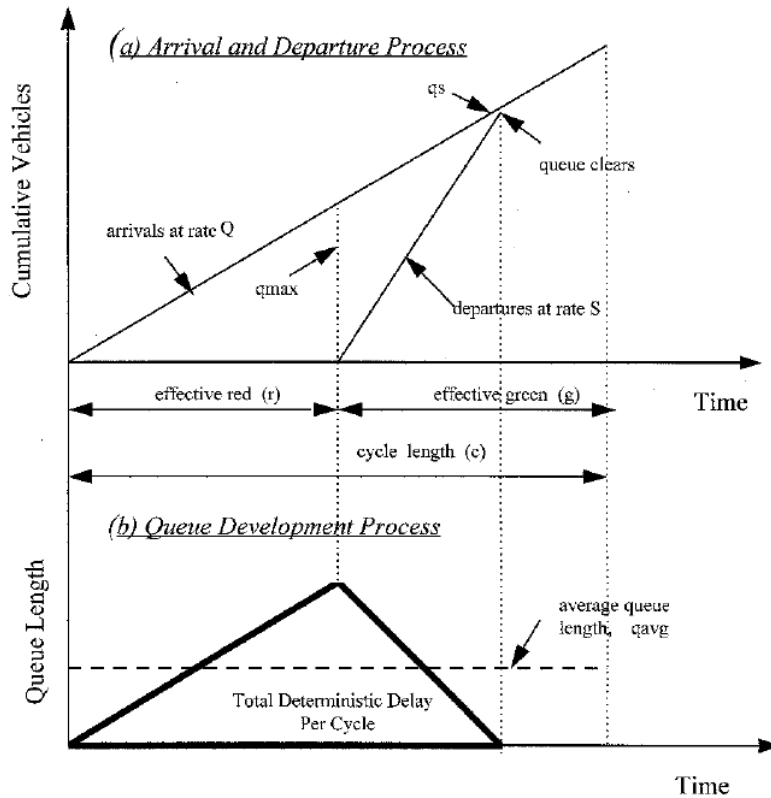 (a) Arrival and Departure Process
Cumulative Vehicles
qs
queue clears
arrivals at rate Q
qmax
departures at rate S
effective red (r)
effective green (g)
Time
cycle length (c)
(b) Queue Development Process
Queue Length
average queue
length, qavg
Total Deterministic Delay
Per Cycle
Time